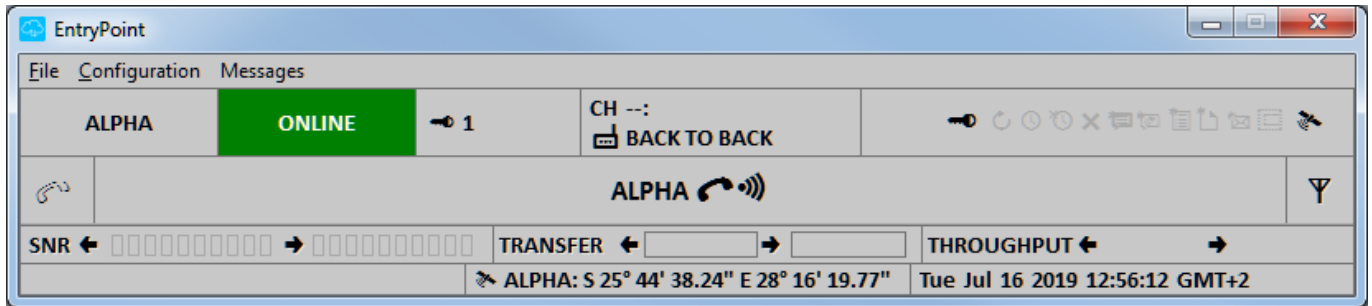 EntryPoint
File Configuration Messages
ALPHA ONLINE 1 CH --:
BACK TO BACK
ALPHA
SNR TRANSFER THROUGHPUT
ALPHA: S 25° 44' 38.24" E 28° 16' 19.77" Tue Jul 16 2019 12:56:12 GMT+2